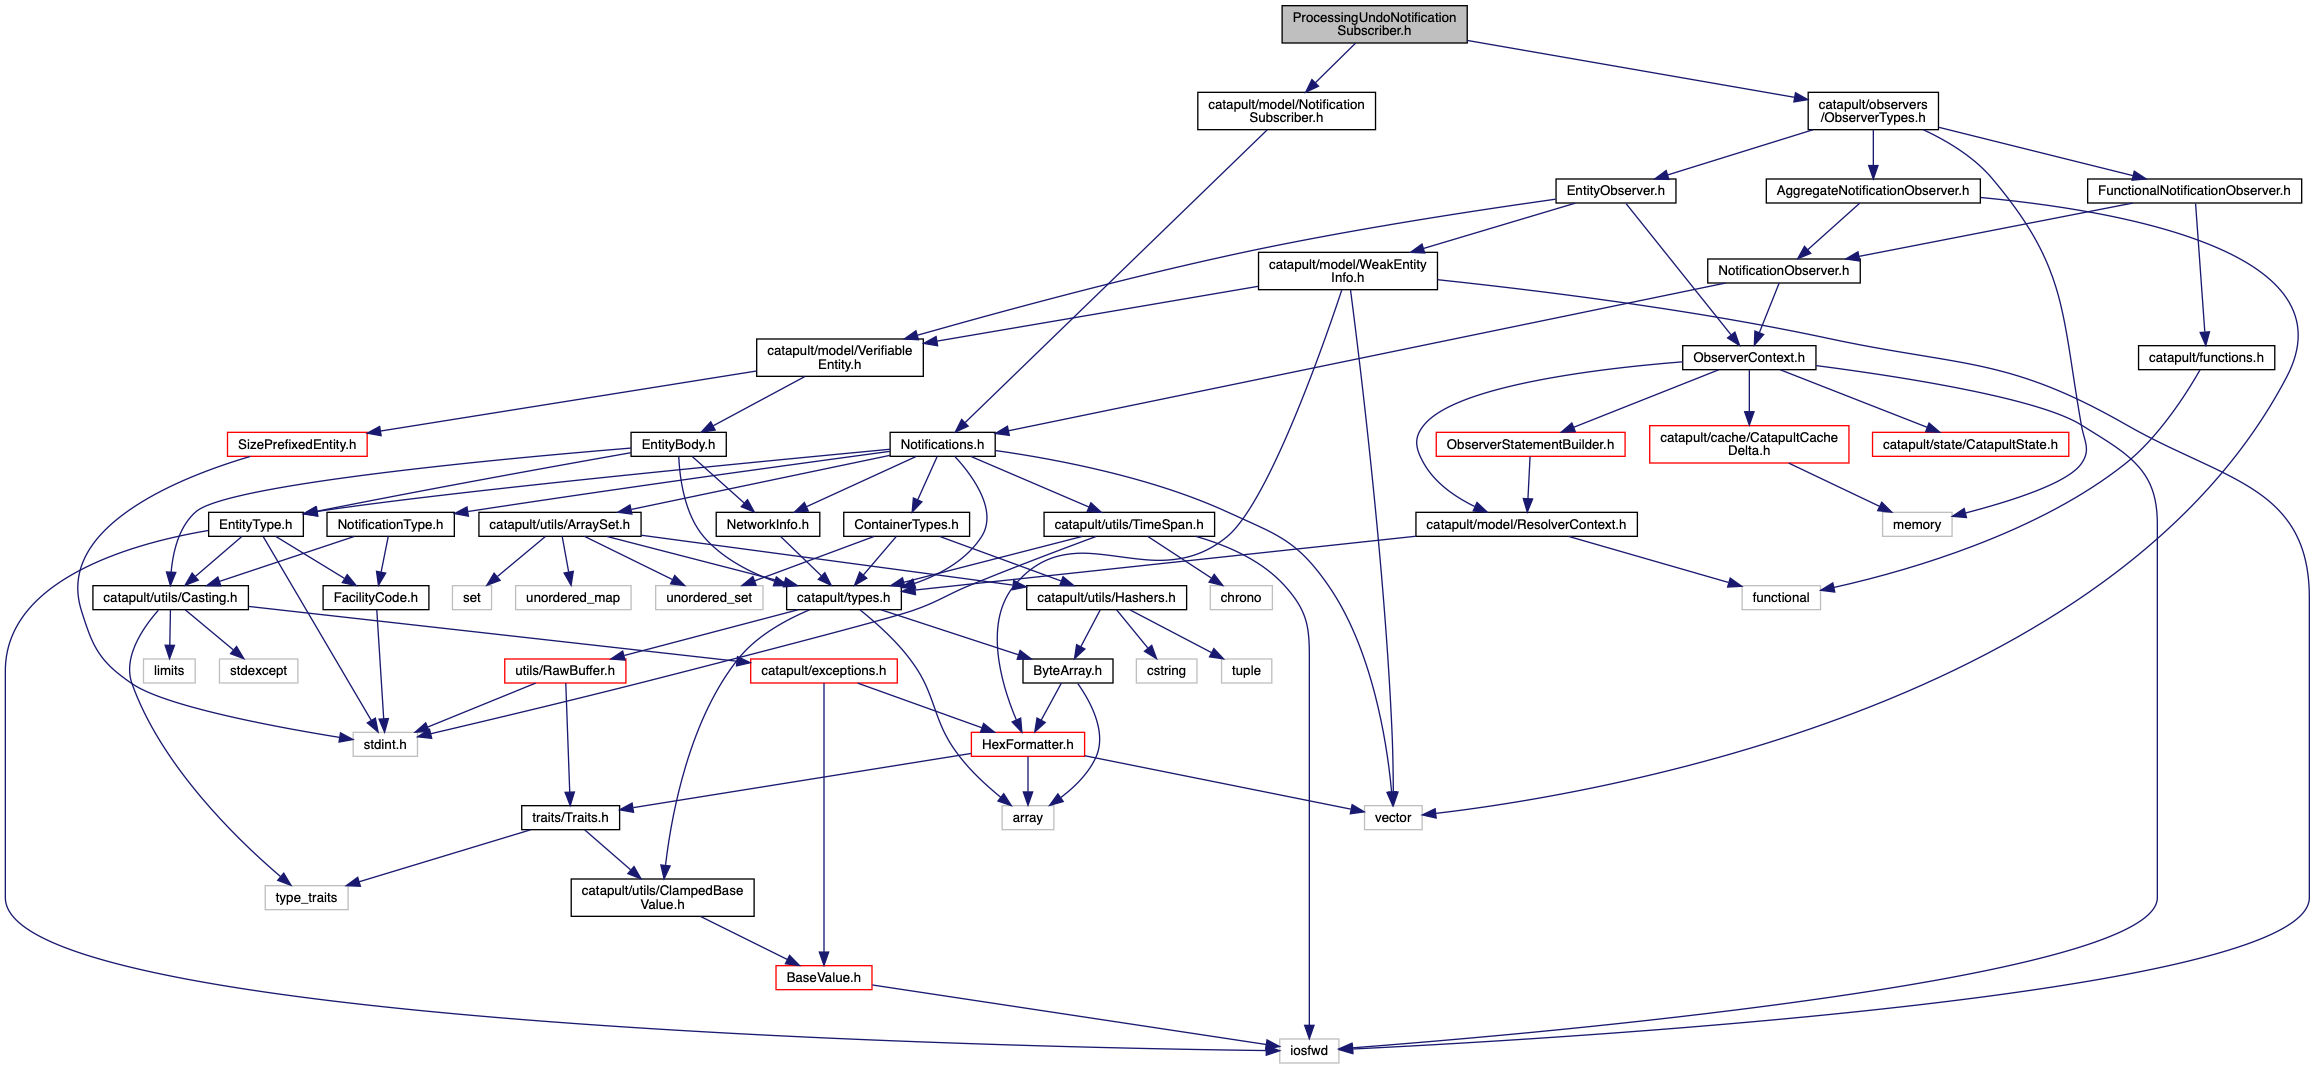 ProcessingUndoNotification
Subscriber.h
catapult/model/Notification
Subscriber.h
catapult/observers
/ObserverTypes.h
EntityObserver.h
AggregateNotificationObserver.h
FunctionalNotificationObserver.h
catapult/model/WeakEntity
Info.h
NotificationObserver.h
catapult/model/Verifiable
Entity.h
ObserverContext.h
catapult/functions.h
SizePrefixedEntity.h
EntityBody.h
Notifications.h
ObserverStatementBuilder.h
catapult/cache/CatapultCache
Delta.h
catapult/state/CatapultState.h
EntityType.h
NotificationType.h
catapult/utils/ArraySet.h
NetworkInfo.h
ContainerTypes.h
catapult/utils/TimeSpan.h
catapult/model/ResolverContext.h
memory
catapult/utils/Casting.h
FacilityCode.h
set
unordered_map
unordered_set
catapult/types.h
catapult/utils/Hashers.h
chrono
functional
limits
stdexcept
utils/RawBuffer.h
catapult/exceptions.h
ByteArray.h
cstring
tuple
stdint.h
HexFormatter.h
traits/Traits.h
array
vector
type_traits
catapult/utils/ClampedBase
Value.h
BaseValue.h
iosfwd